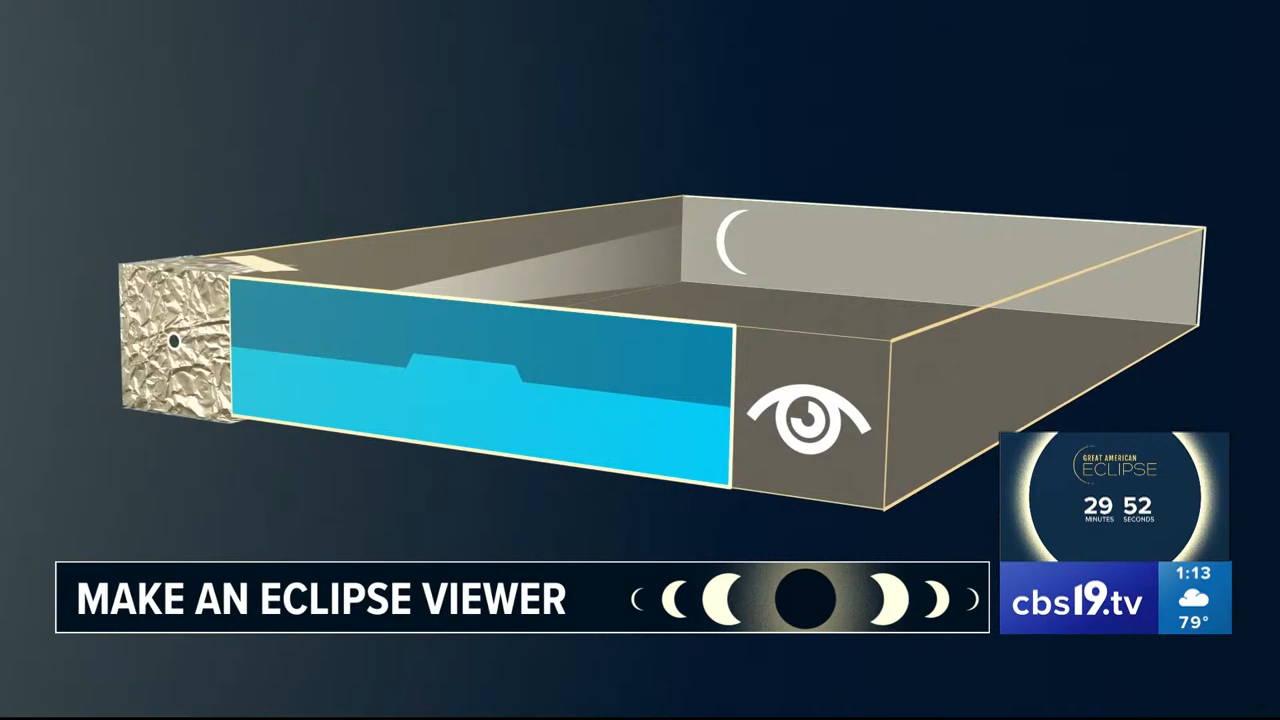 GREAT AMERICAN
ECLIPSE
29 52
MINUTES SECONDS
MAKE AN ECLIPSE VIEWER
cbs19.tv
1:13
79°